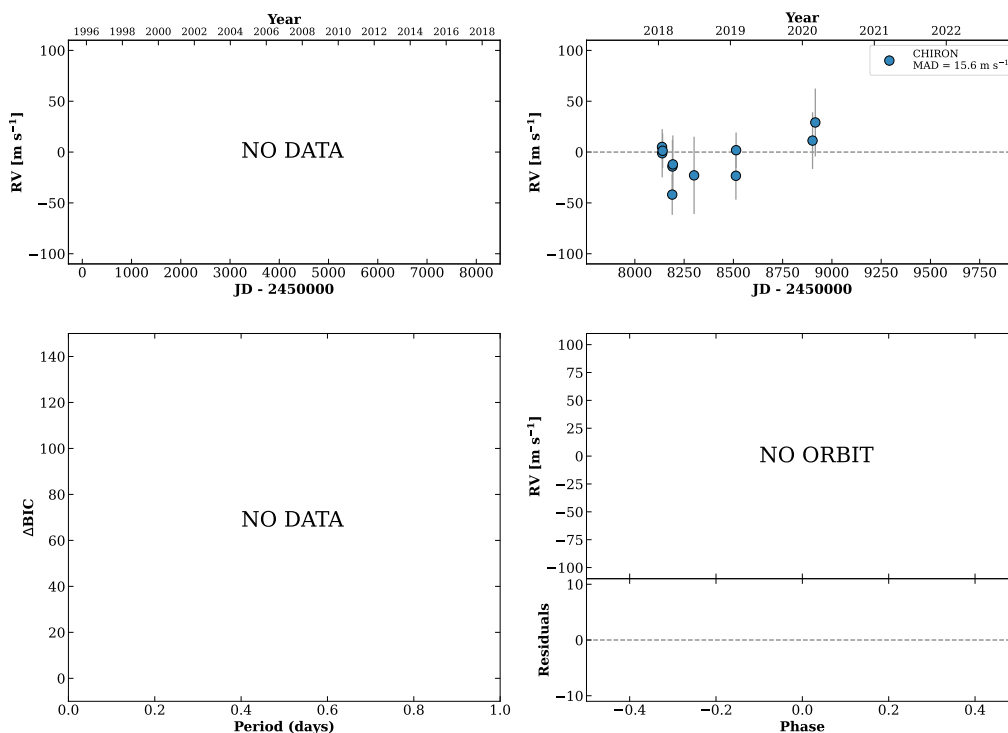 Year
1996 1998 2000 2002 2004 2006 2008 2010 2012 2014 2016 2018
100
50
0
−50
−100
RV [m s⁻¹]
NO DATA
0 1000 2000 3000 4000 5000 6000 7000 8000
JD - 2450000
Year
2018 2019 2020 2021 2022
CHIRON
MAD = 15.6 m s⁻¹
100
50
0
−50
−100
RV [m s⁻¹]
8000 8250 8500 8750 9000 9250 9500 9750
JD - 2450000
140
120
100
80
60
40
20
0
ΔBIC
NO DATA
0.0 0.2 0.4 0.6 0.8 1.0
Period (days)
100
75
50
25
0
−25
−50
−75
−100
RV [m s⁻¹]
NO ORBIT
10
0
−10
Residuals
−0.4 −0.2 0.0 0.2 0.4
Phase